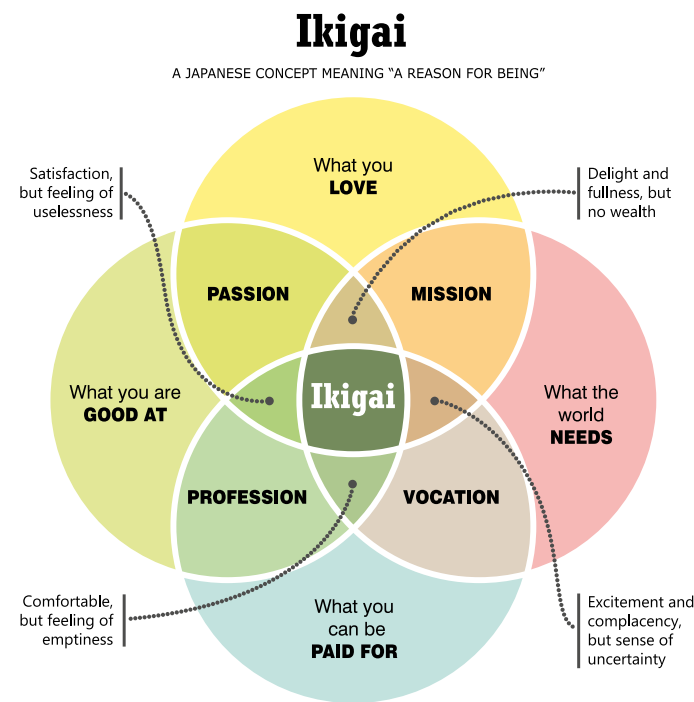 Ikigai
A JAPANESE CONCEPT MEANING “A REASON FOR BEING”
What you
LOVE
Satisfaction,
but feeling of
uselessness
Delight and
fullness, but
no wealth
PASSION
MISSION
What you are
GOOD AT
Ikigai
What the
world
NEEDS
PROFESSION
VOCATION
Comfortable,
but feeling of
emptiness
What you
can be
PAID FOR
Excitement and
complacency,
but sense of
uncertainty